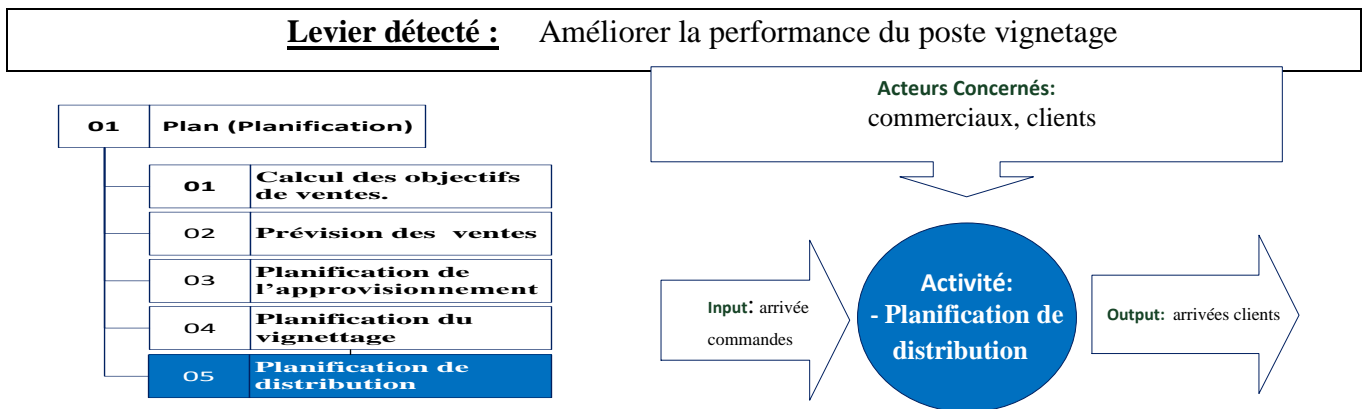 Levier détecté : Améliorer la performance du poste vignetage
01 Plan (Planification)
01 Calcul des objectifs
de ventes.
02 Prévision des ventes
03 Planification de
l’approvisionnement
04 Planification du
vignettage
05 Planification de
distribution
Acteurs Concernés:
commerciaux, clients
Input: arrivée
commandes
Activité:
- Planification de
distribution
Output: arrivées clients